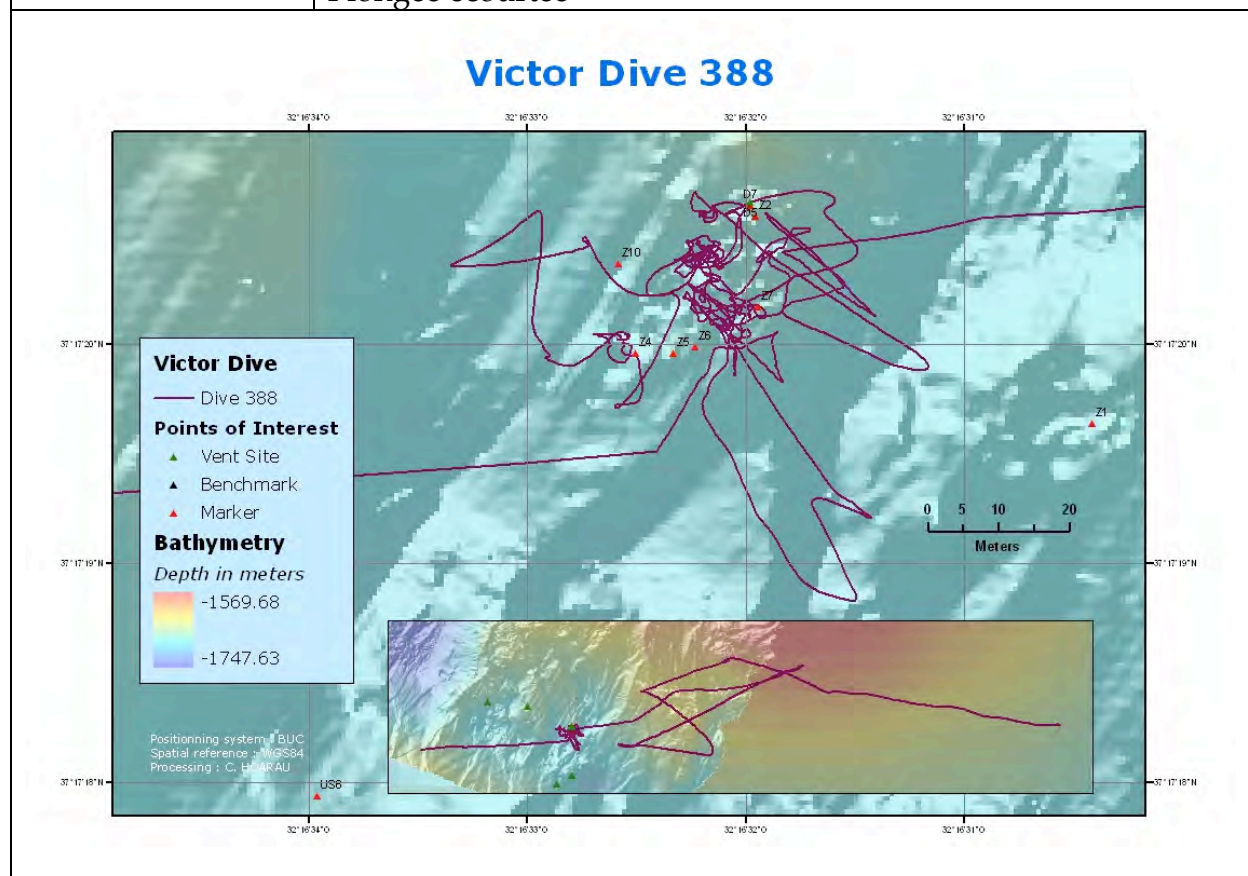 Victor Dive 388
32°16'34"O 32°16'33"O 32°16'32"O 32°16'31"O
D7
Z2
D5
Z10
Z7
Z6
Z5
Z4
37°17'20"N 37°17'20"N
Z1
Victor Dive
Dive 388
Points of Interest
Vent Site
Benchmark
Marker
Bathymetry
Depth in meters
-1569.68
-1747.63
0 5 10 20
Meters
37°17'19"N
Positionning system : BUC
Spatial reference : WGS84
Processing : C. HOARAU
US6
37°17'18"N 37°17'18"N
32°16'34"O 32°16'33"O 32°16'32"O 32°16'31"O